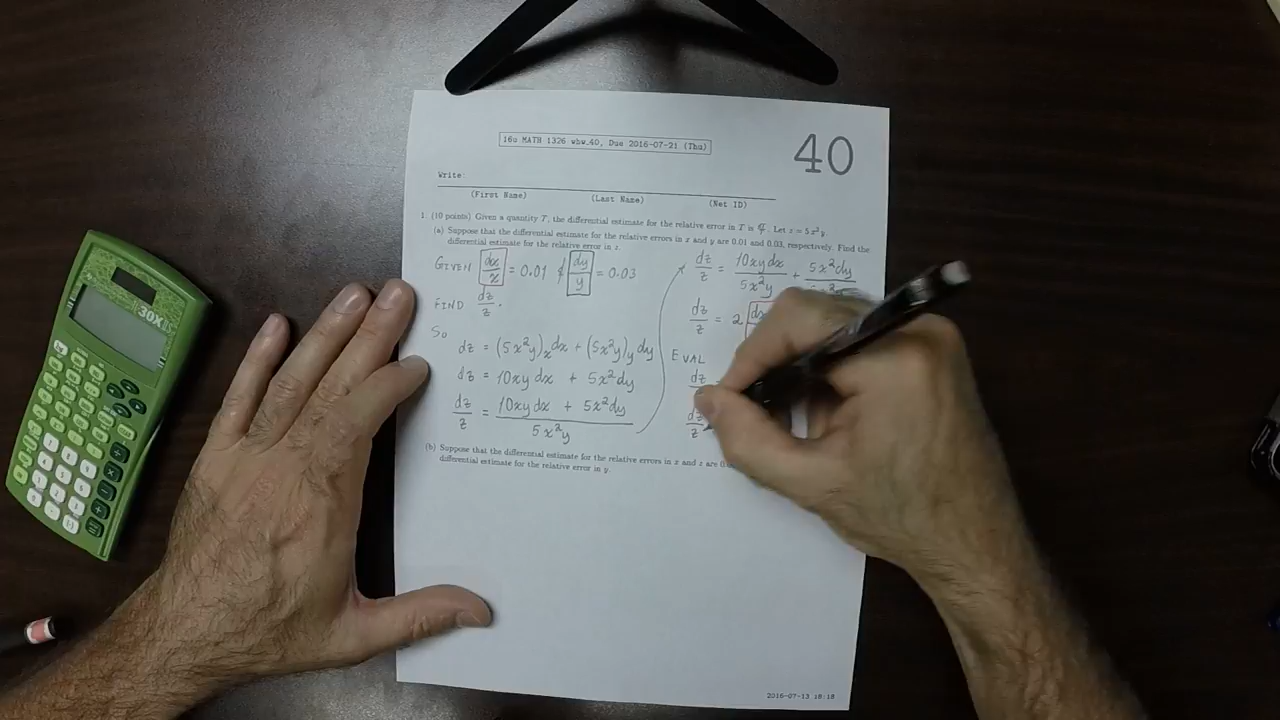 16u MATH 1326 whw_40, Due 2016-07-21 (Thu)
40
Write:
(First Name) (Last Name) (Net ID)
1. (10 points) Given a quantity T, the differential estimate for the relative error in T is dT/T. Let z = 5x²y.
(a) Suppose that the differential estimate for the relative errors in x and y are 0.01 and 0.03, respectively. Find the
differential estimate for the relative error in z.
GIVEN dx/x = 0.01 & dy/y = 0.03
FIND dz/z.
SO
dz = (5x²y)ₓdx + (5x²y)ᵧdy
dz = 10xy dx + 5x²dy
dz/z = (10xy dx + 5x²dy)/(5x²y)
dz/z = 10xy dx/5x²y + 5x²dy
dz/z = 2
EVAL
dz
dz/z
(b) Suppose that the differential estimate for the relative errors in x and z are
differential estimate for the relative error in y.
2016-07-13 18:18
30X IIS